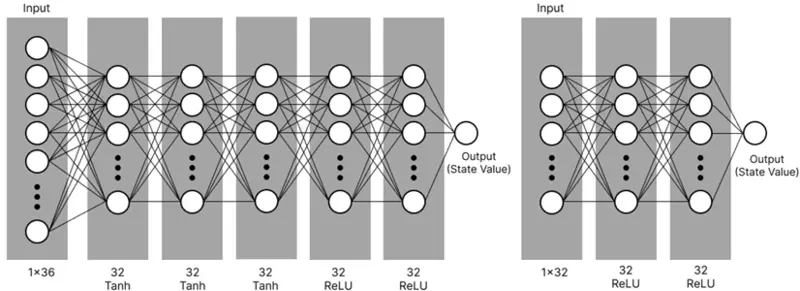 Input
Output
(State Value)
1×36
32
Tanh
32
Tanh
32
Tanh
32
ReLU
32
ReLU
Input
Output
(State Value)
1×32
32
ReLU
32
ReLU